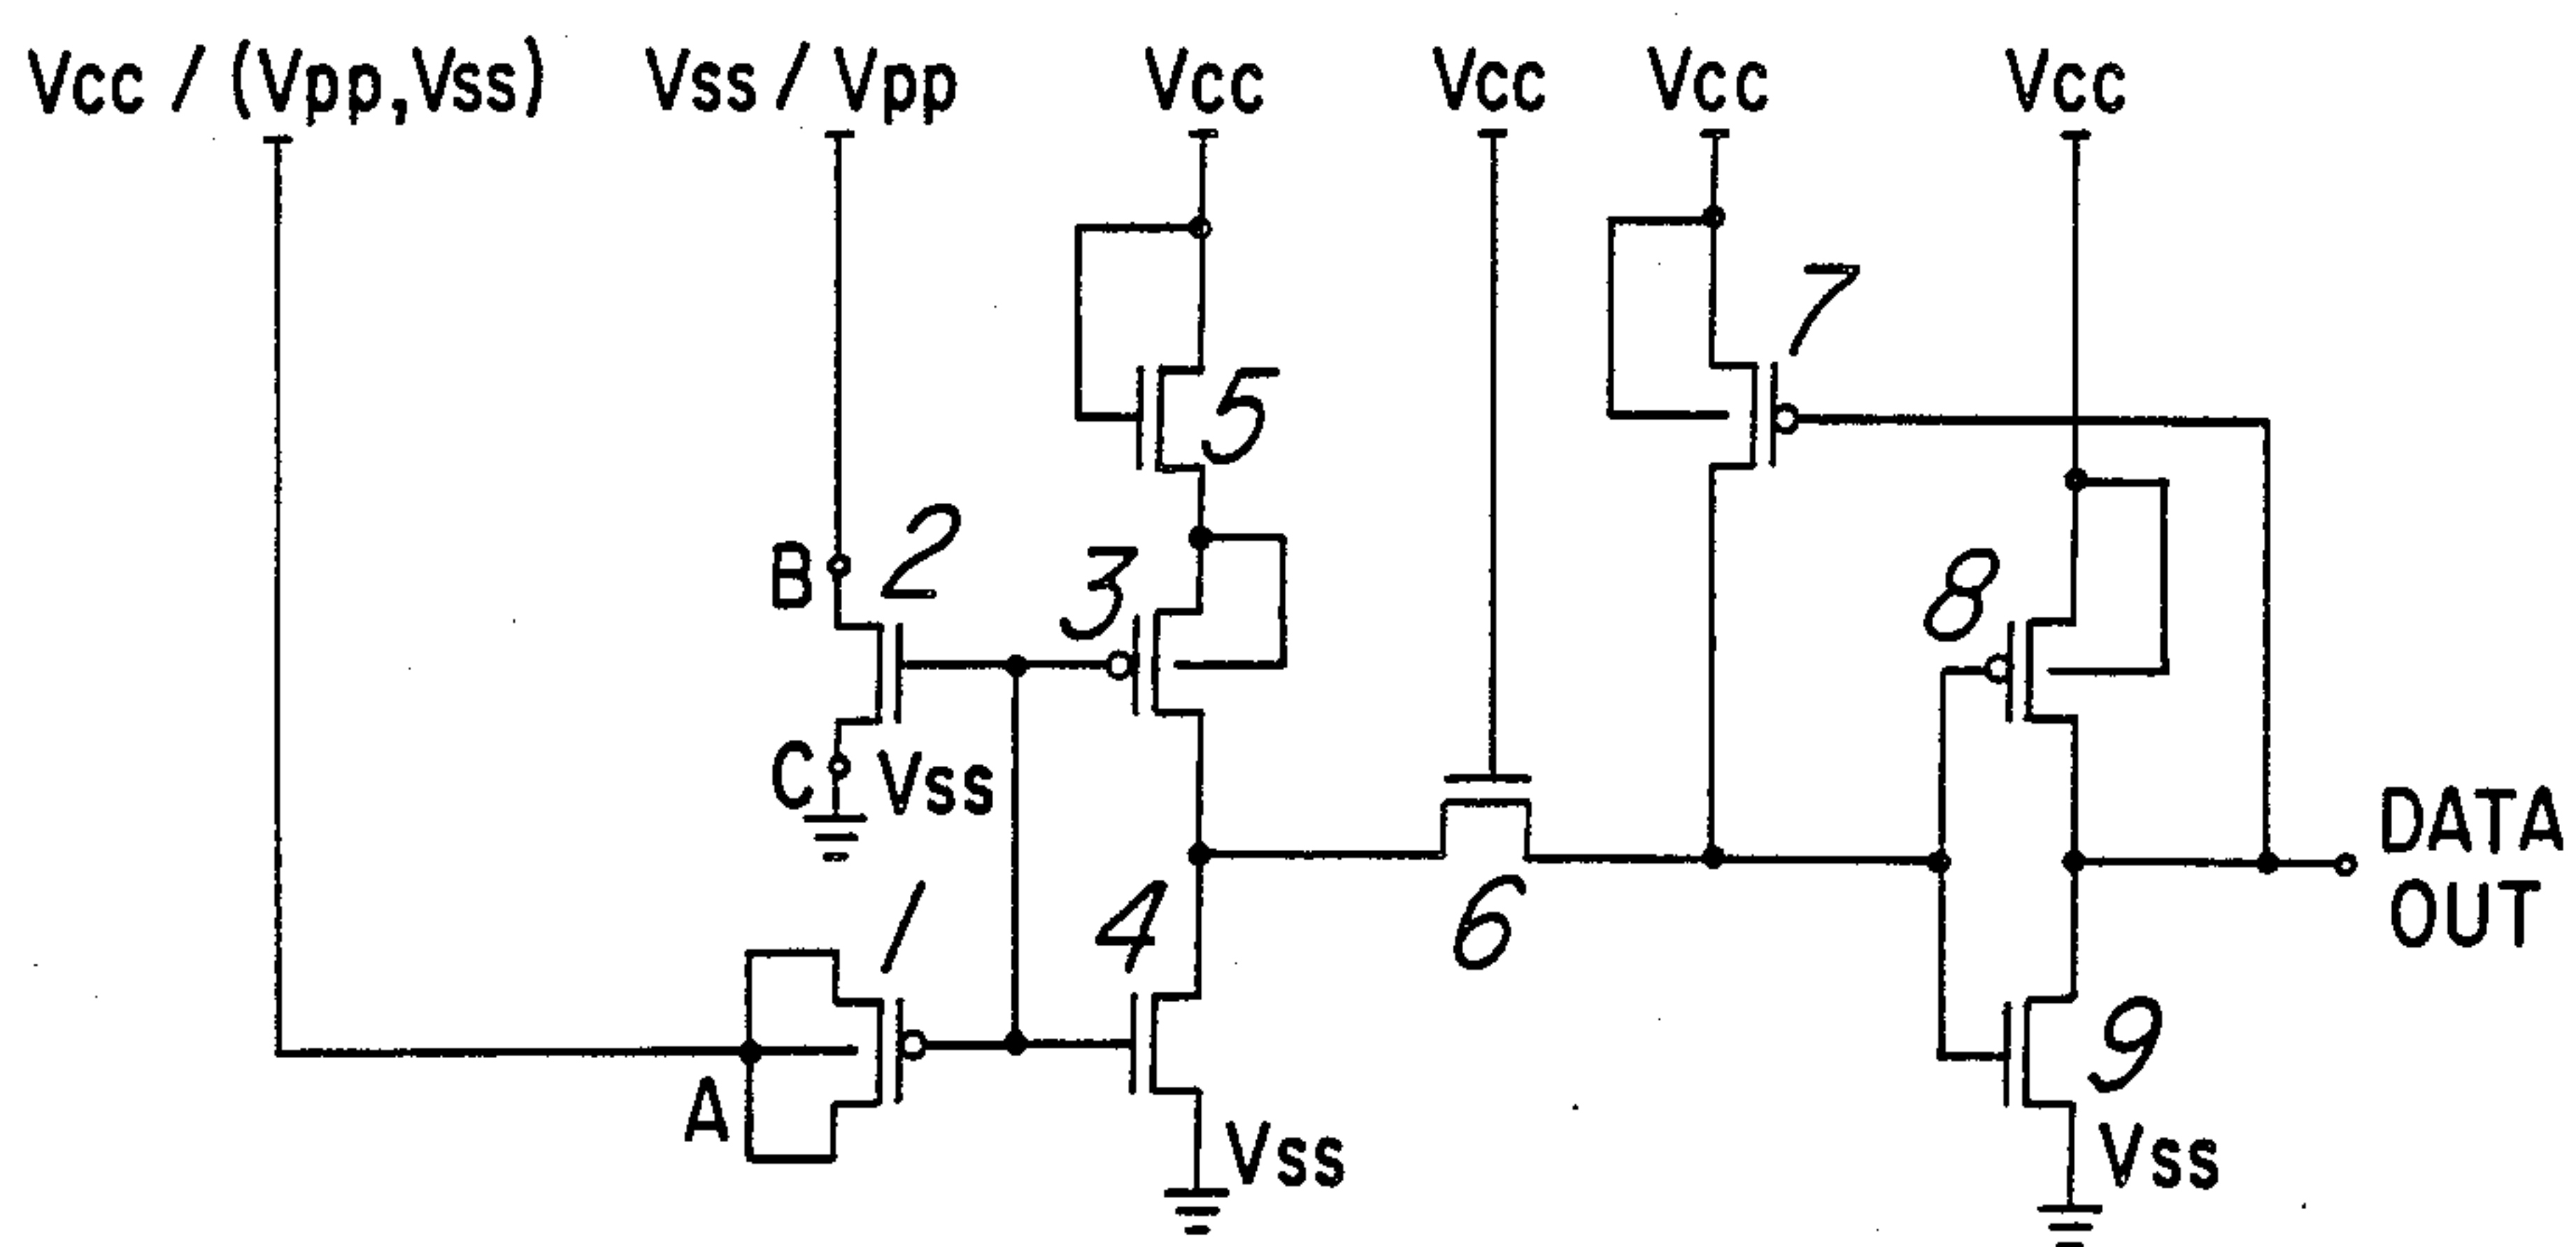 Vcc / (Vpp,Vss)
Vss / Vpp
Vcc
Vcc
Vcc
Vcc
7
5
2
B
3
8
C
Vss
DATA
OUT
1
4
6
9
A
Vss
Vss